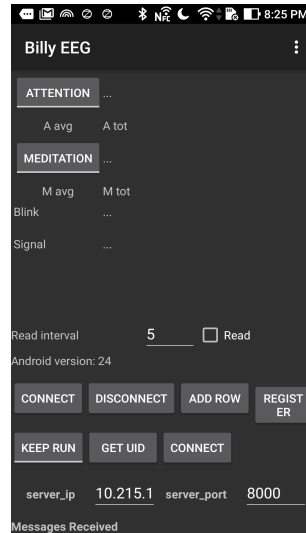 NFC 8:25 PM
Billy EEG
ATTENTION ...
A avg A tot
MEDITATION ...
M avg M tot
Blink ...
Signal ...
Read interval 5 Read
Android version: 24
CONNECT DISCONNECT ADD ROW REGIST
ER
KEEP RUN GET UID CONNECT
server_ip 10.215.1 server_port 8000
Messages Received